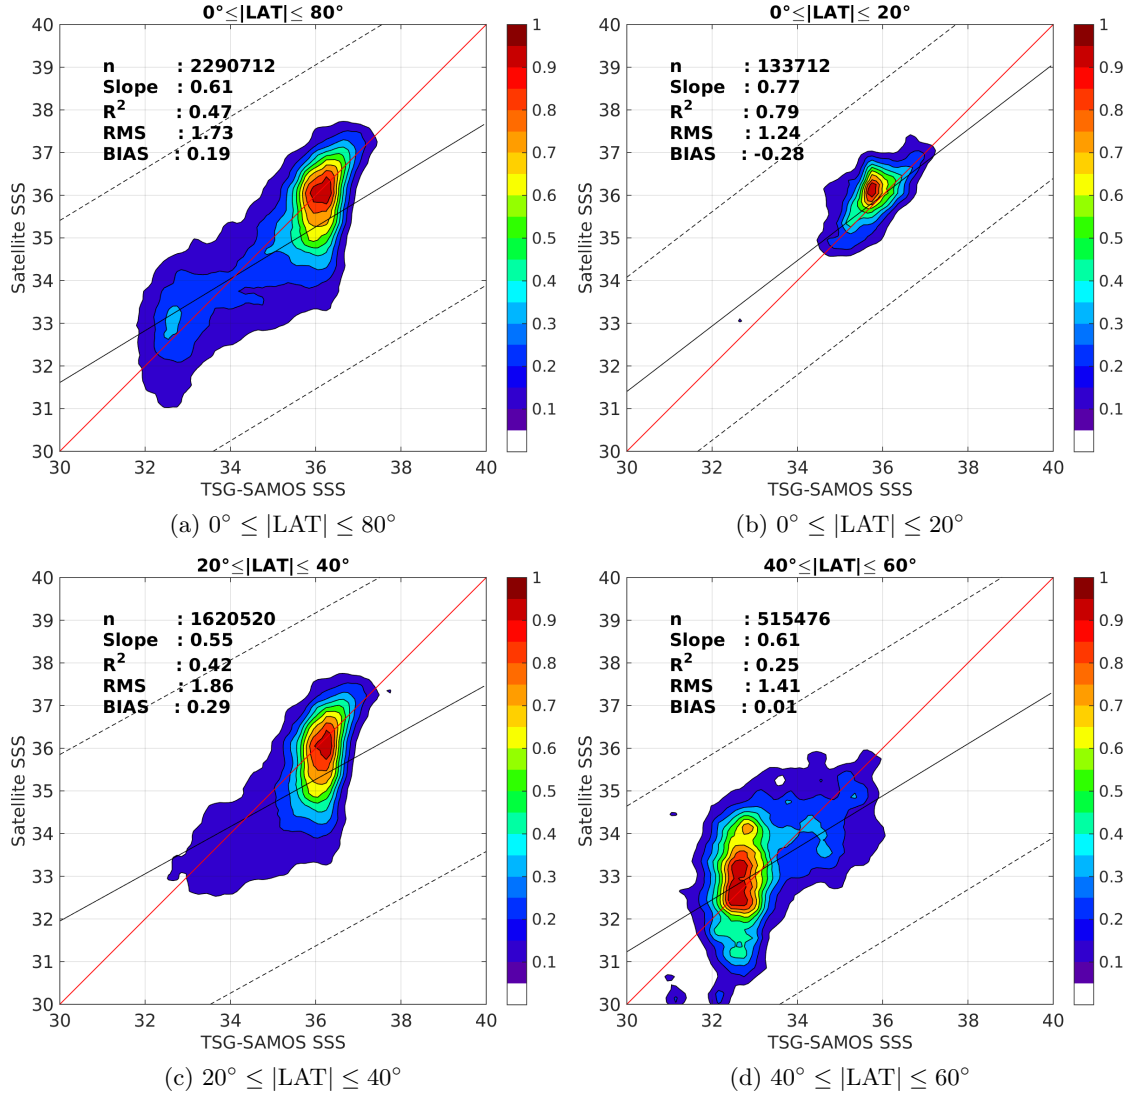 0°≤|LAT|≤ 80°
n : 2290712
Slope : 0.61
R² : 0.47
RMS : 1.73
BIAS : 0.19
40
39
38
37
36
35
34
33
32
31
30
Satellite SSS
30 32 34 36 38 40
TSG-SAMOS SSS
1
0.9
0.8
0.7
0.6
0.5
0.4
0.3
0.2
0.1
(a) 0° ≤ |LAT| ≤ 80°
0°≤|LAT|≤ 20°
n : 133712
Slope : 0.77
R² : 0.79
RMS : 1.24
BIAS : -0.28
40
39
38
37
36
35
34
33
32
31
30
Satellite SSS
30 32 34 36 38 40
TSG-SAMOS SSS
1
0.9
0.8
0.7
0.6
0.5
0.4
0.3
0.2
0.1
(b) 0° ≤ |LAT| ≤ 20°
20°≤|LAT|≤ 40°
n : 1620520
Slope : 0.55
R² : 0.42
RMS : 1.86
BIAS : 0.29
40
39
38
37
36
35
34
33
32
31
30
Satellite SSS
30 32 34 36 38 40
TSG-SAMOS SSS
1
0.9
0.8
0.7
0.6
0.5
0.4
0.3
0.2
0.1
(c) 20° ≤ |LAT| ≤ 40°
40°≤|LAT|≤ 60°
n : 515476
Slope : 0.61
R² : 0.25
RMS : 1.41
BIAS : 0.01
40
39
38
37
36
35
34
33
32
31
30
Satellite SSS
30 32 34 36 38 40
TSG-SAMOS SSS
1
0.9
0.8
0.7
0.6
0.5
0.4
0.3
0.2
0.1
(d) 40° ≤ |LAT| ≤ 60°